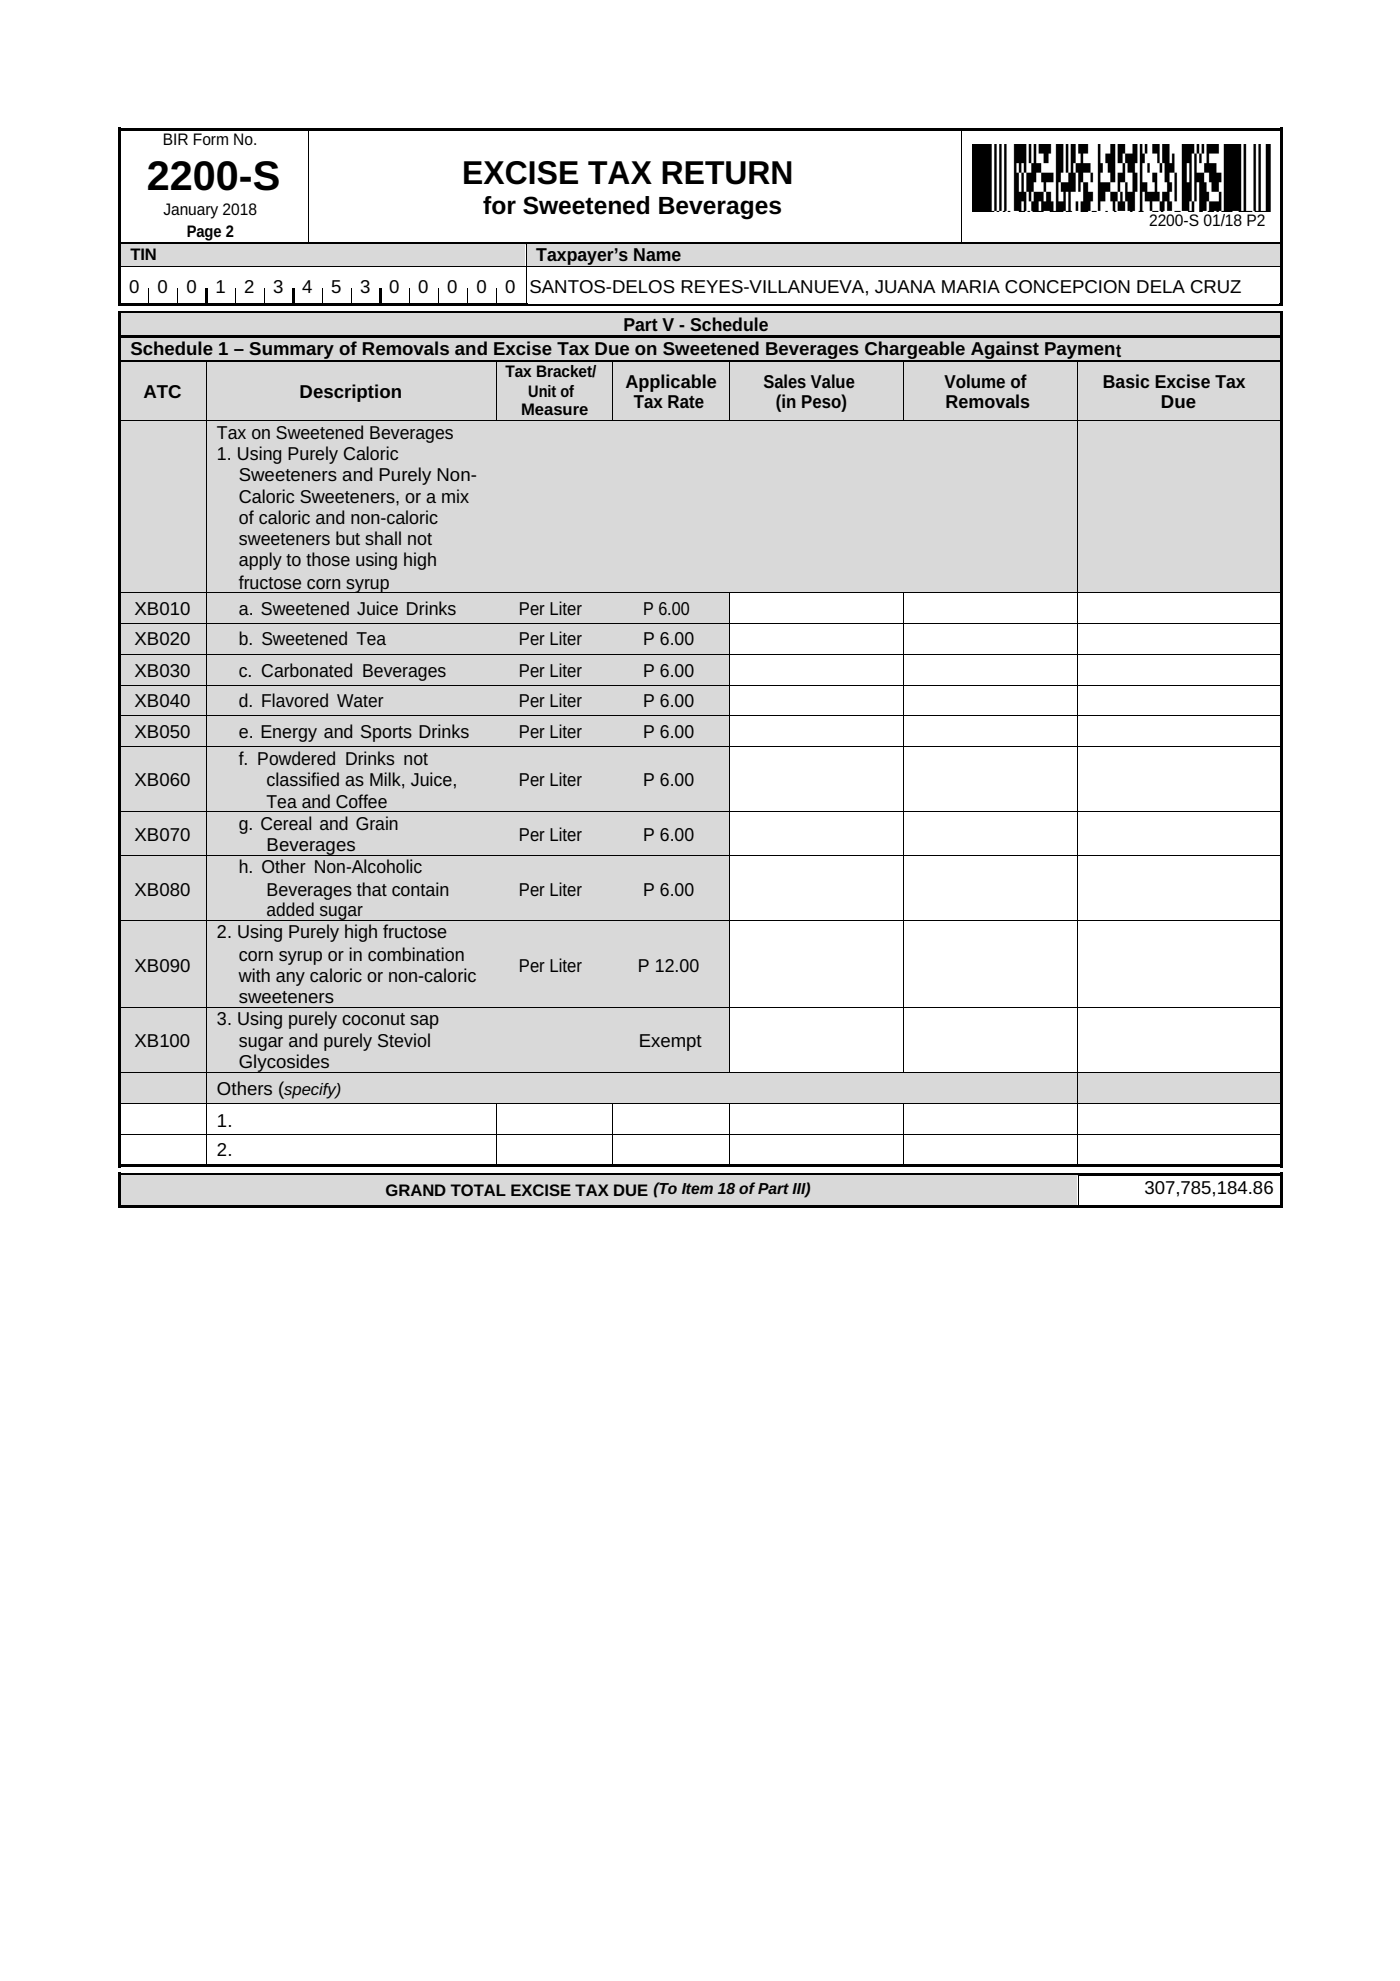 BIR Form No.
2200-S
January 2018
Page 2
EXCISE TAX RETURN
for Sweetened Beverages
2200-S 01/18 P2
TIN
Taxpayer’s Name
0 0 0 1 2 3 4 5 3 0 0 0 0 0
SANTOS-DELOS REYES-VILLANUEVA, JUANA MARIA CONCEPCION DELA CRUZ
Part V - Schedule
Schedule 1 – Summary of Removals and Excise Tax Due on Sweetened Beverages Chargeable Against Payment
ATC
Description
Tax Bracket/
Unit of
Measure
Applicable
Tax Rate
Sales Value
(in Peso)
Volume of
Removals
Basic Excise Tax
Due
Tax on Sweetened Beverages
1. Using Purely Caloric
Sweeteners and Purely Non-
Caloric Sweeteners, or a mix
of caloric and non-caloric
sweeteners but shall not
apply to those using high
fructose corn syrup
XB010 a. Sweetened Juice Drinks Per Liter P 6.00
XB020 b. Sweetened Tea Per Liter P 6.00
XB030 c. Carbonated Beverages Per Liter P 6.00
XB040 d. Flavored Water Per Liter P 6.00
XB050 e. Energy and Sports Drinks Per Liter P 6.00
XB060
f. Powdered Drinks not
classified as Milk, Juice,
Tea and Coffee
Per Liter P 6.00
XB070
g. Cereal and Grain
Beverages
Per Liter P 6.00
XB080
h. Other Non-Alcoholic
Beverages that contain
added sugar
Per Liter P 6.00
XB090
2. Using Purely high fructose
corn syrup or in combination
with any caloric or non-caloric
sweeteners
Per Liter P 12.00
XB100
3. Using purely coconut sap
sugar and purely Steviol
Glycosides
Exempt
Others (specify)
1.
2.
GRAND TOTAL EXCISE TAX DUE (To Item 18 of Part III) 307,785,184.86